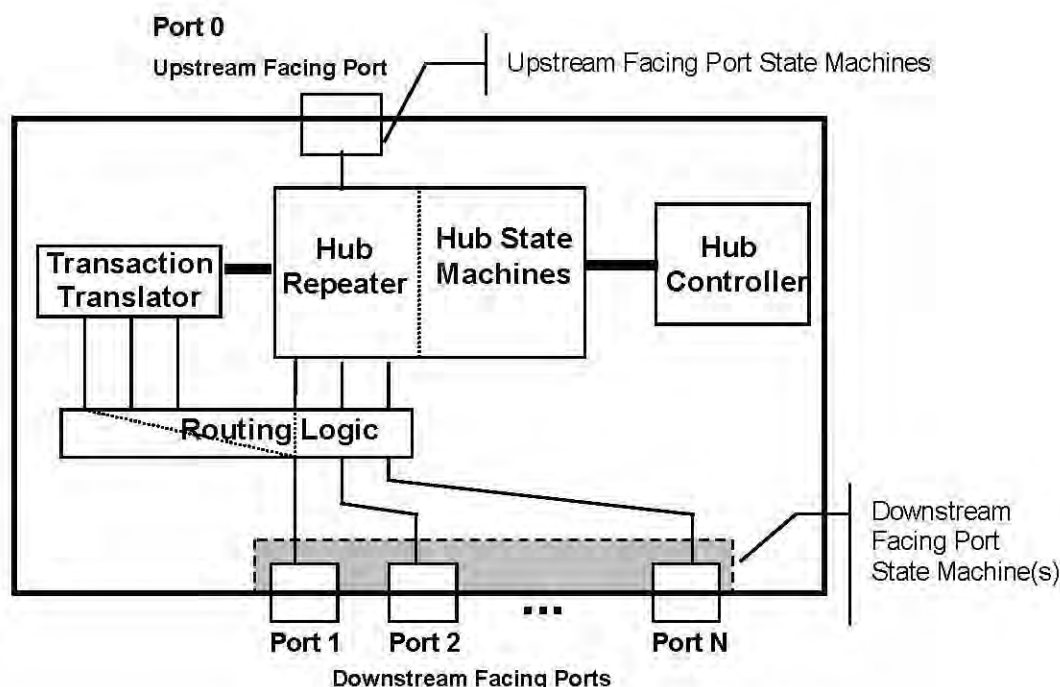 Port 0
Upstream Facing Port
Upstream Facing Port State Machines
Hub
Repeater
Hub State
Machines
Hub
Controller
Transaction
Translator
Routing Logic
Downstream
Facing Port
State Machine(s)
...
Port 1
Port 2
Port N
Downstream Facing Ports